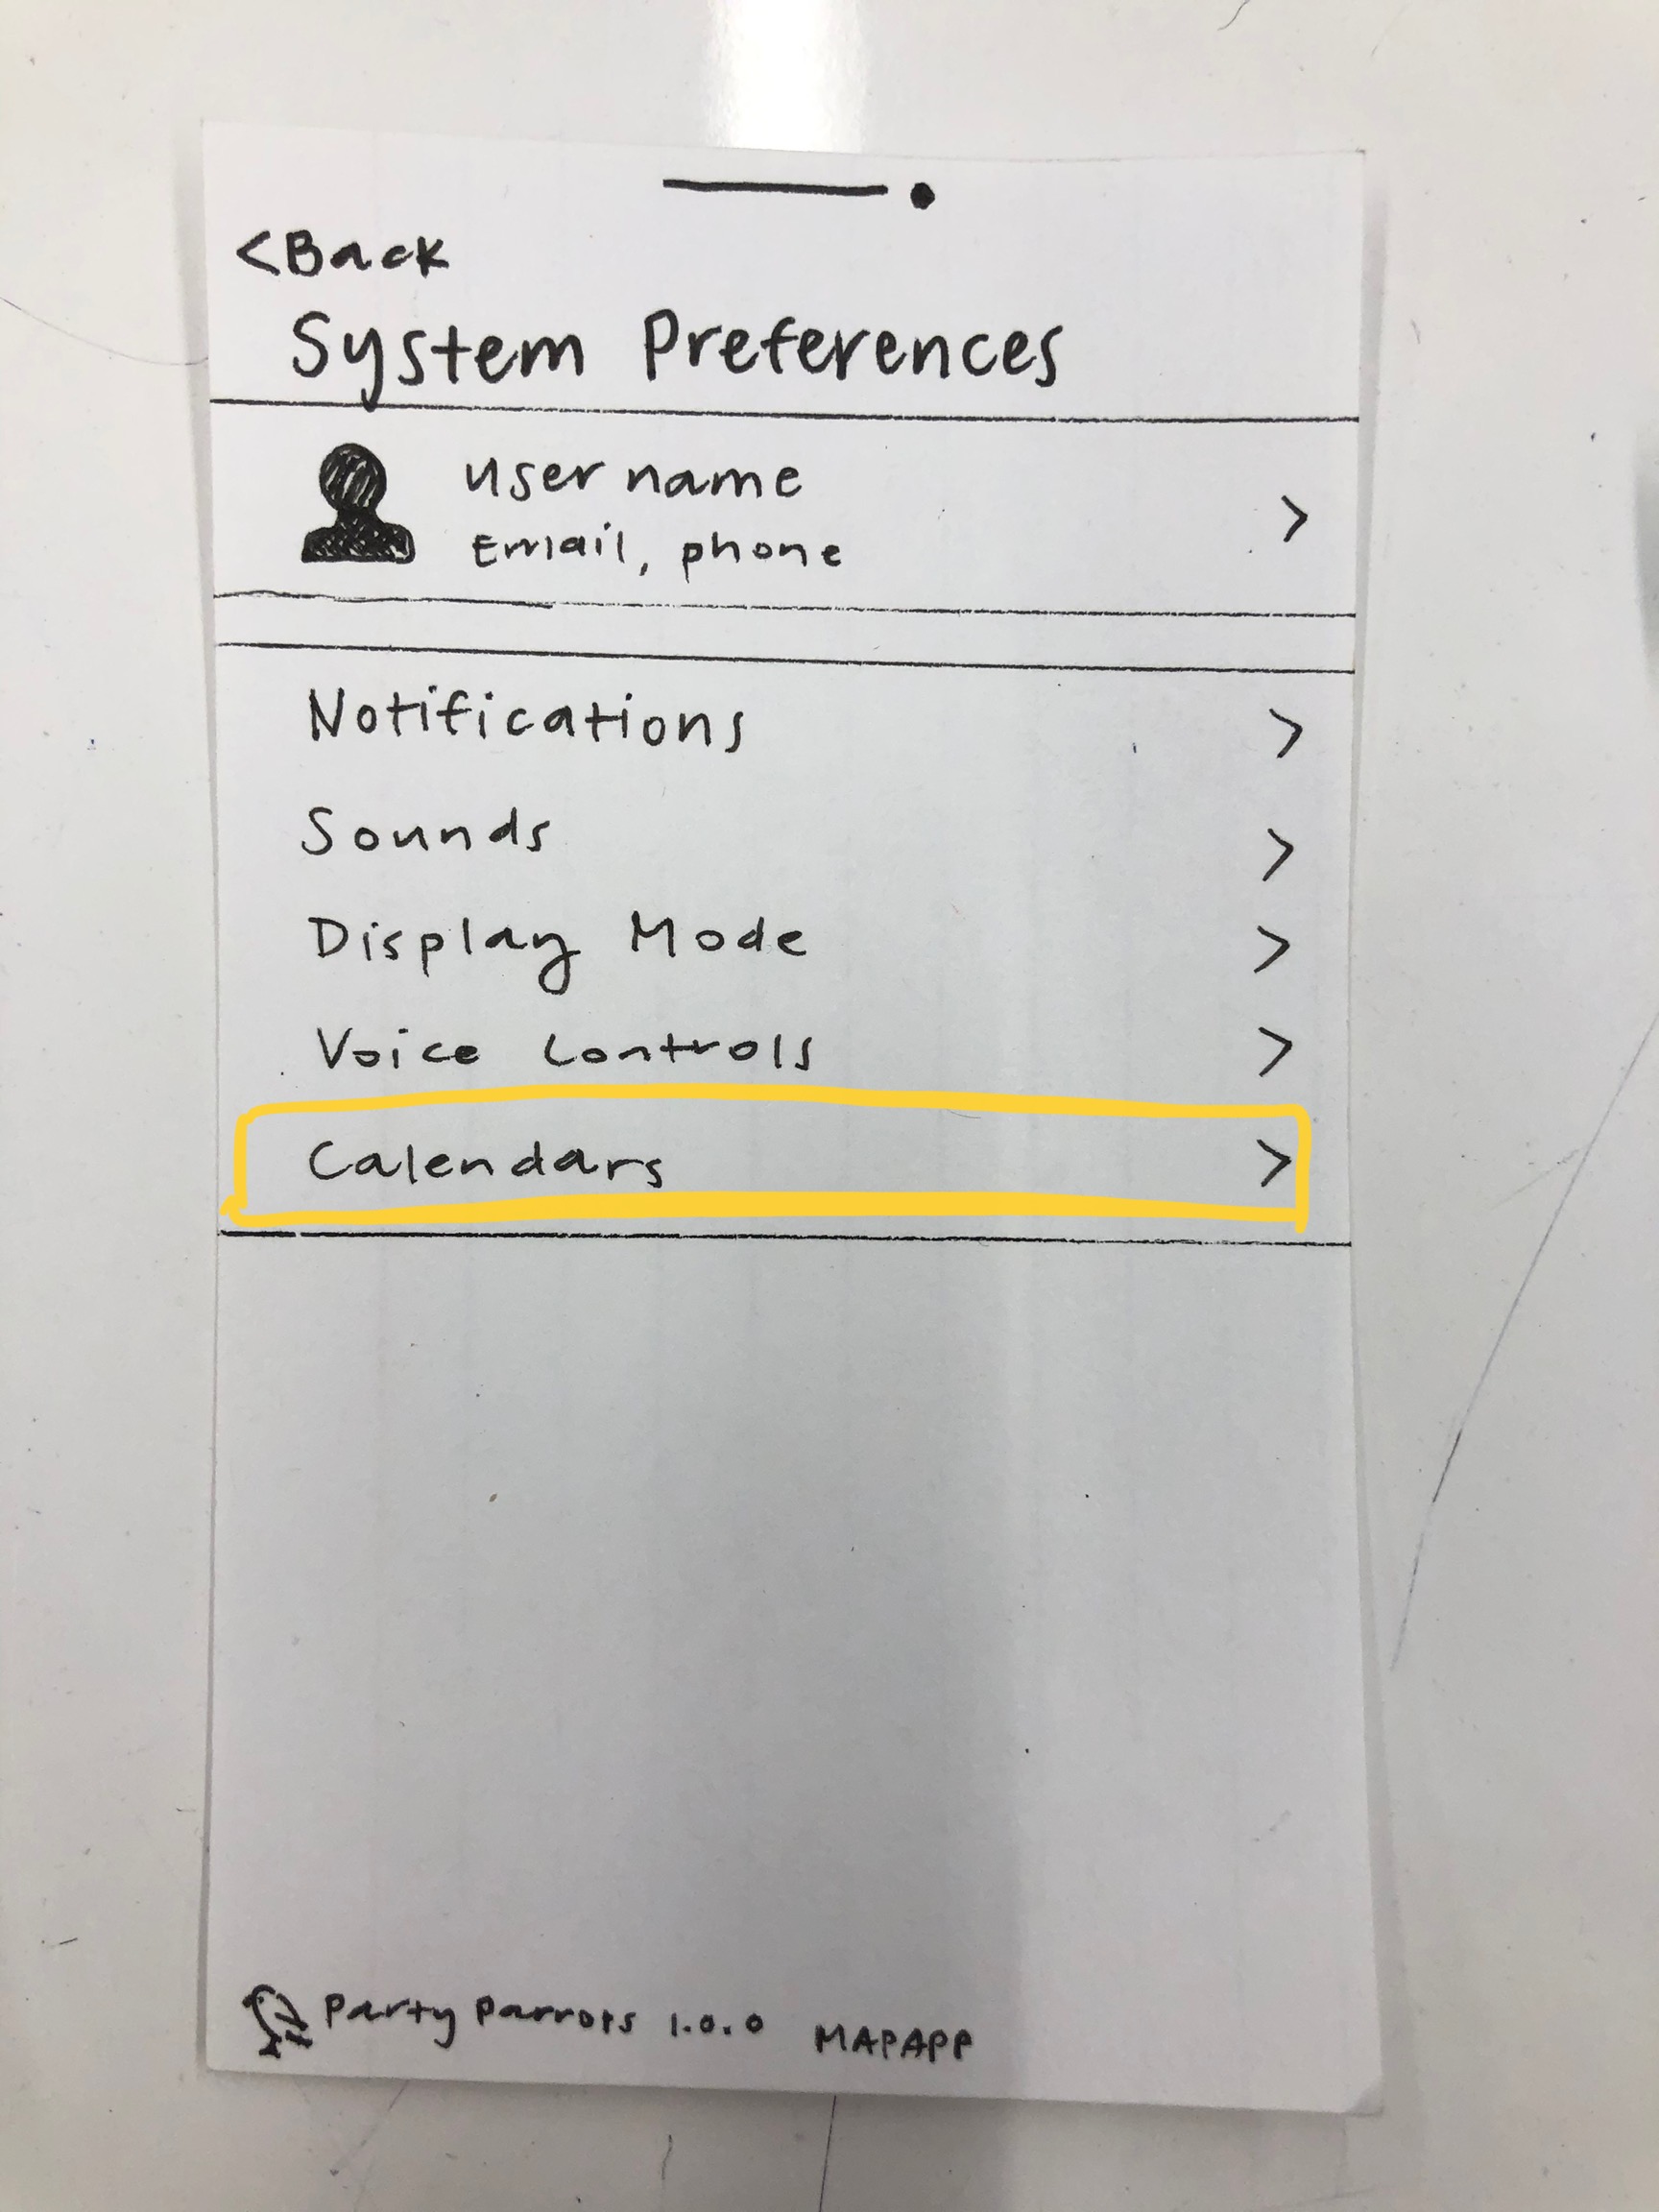 <Back
System Preferences
user name
Email, phone
>
Notifications >
Sounds >
Display Mode >
Voice Controls >
Calendars >
Party Parrots 1.0.0 MAPAPP